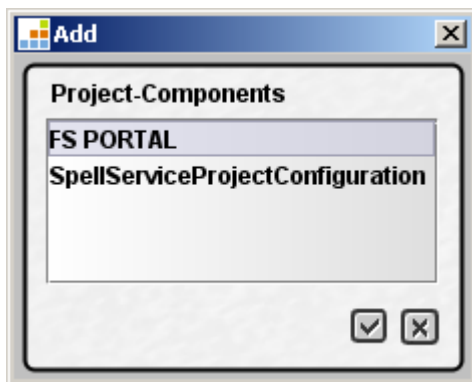 Add
Project-Components
FS PORTAL
SpellServiceProjectConfiguration